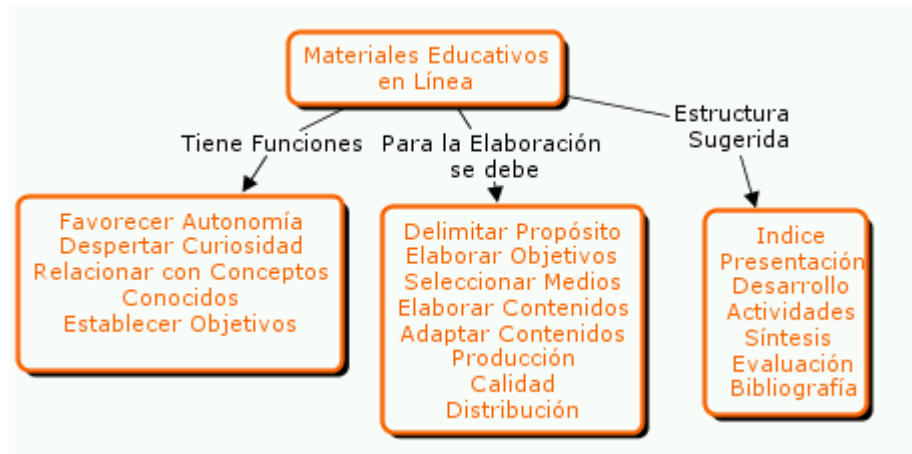 Materiales Educativos
en Línea
Tiene Funciones
Para la Elaboración
se debe
Estructura
Sugerida
Favorecer Autonomía
Despertar Curiosidad
Relacionar con Conceptos
Conocidos
Establecer Objetivos
Delimitar Propósito
Elaborar Objetivos
Seleccionar Medios
Elaborar Contenidos
Adaptar Contenidos
Producción
Calidad
Distribución
Indice
Presentación
Desarrollo
Actividades
Síntesis
Evaluación
Bibliografía